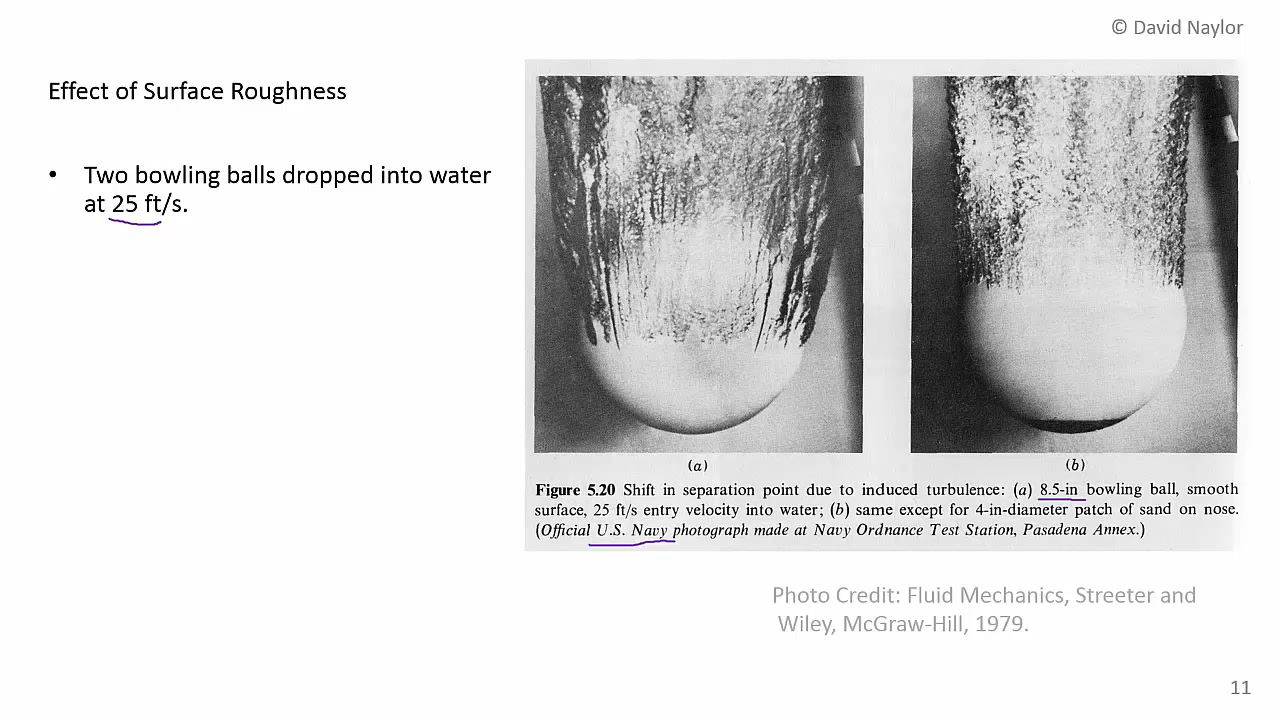 © David Naylor
Effect of Surface Roughness
• Two bowling balls dropped into water
at 25 ft/s.
(a)
(b)
Figure 5.20 Shift in separation point due to induced turbulence: (a) 8.5-in bowling ball, smooth
surface, 25 ft/s entry velocity into water; (b) same except for 4-in-diameter patch of sand on nose.
(Official U.S. Navy photograph made at Navy Ordnance Test Station, Pasadena Annex.)
Photo Credit: Fluid Mechanics, Streeter and
Wiley, McGraw-Hill, 1979.
11